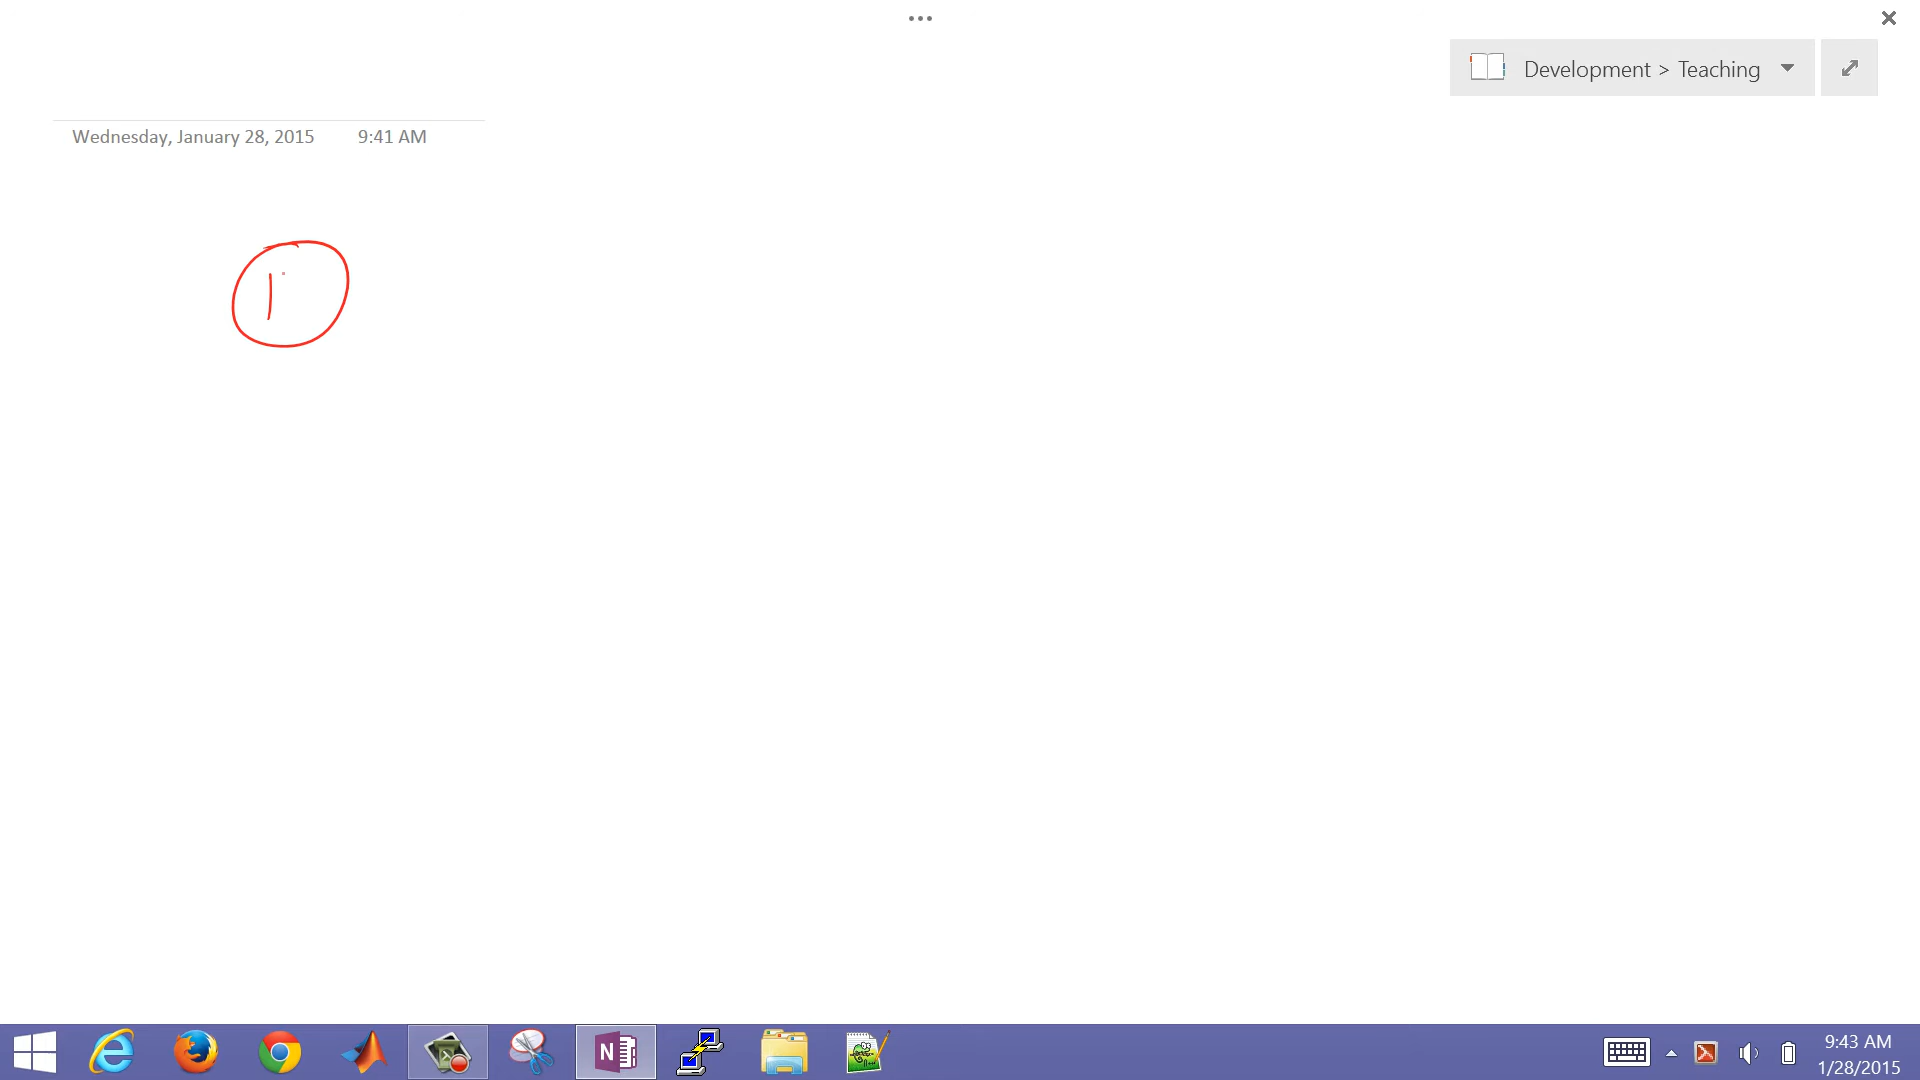 Development > Teaching
Wednesday, January 28, 2015 9:41 AM
9:43 AM
1/28/2015